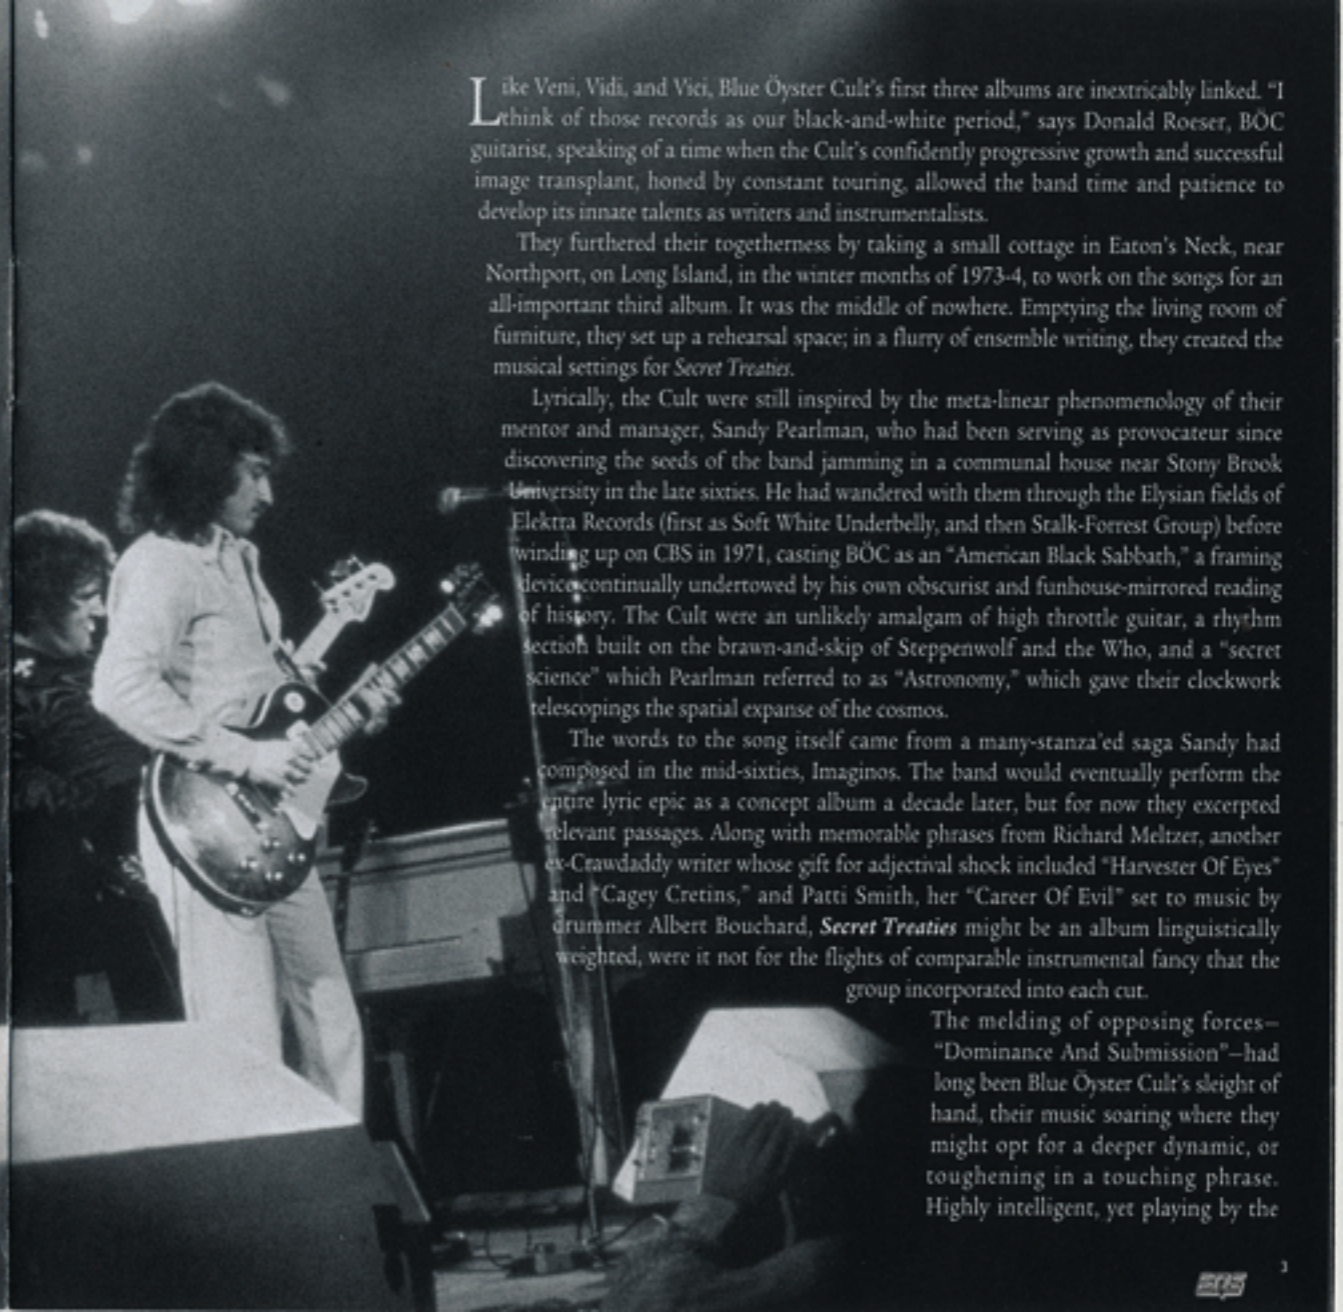 Like Veni, Vidi, and Vici, Blue Öyster Cult's first three albums are inextricably linked. “I
think of those records as our black-and-white period,” says Donald Roeser, BÖC
guitarist, speaking of a time when the Cult's confidently progressive growth and successful
image transplant, honed by constant touring, allowed the band time and patience to
develop its innate talents as writers and instrumentalists.
They furthered their togetherness by taking a small cottage in Eaton's Neck, near
Northport, on Long Island, in the winter months of 1973-4, to work on the songs for an
all-important third album. It was the middle of nowhere. Emptying the living room of
furniture, they set up a rehearsal space; in a flurry of ensemble writing, they created the
musical settings for Secret Treaties.
Lyrically, the Cult were still inspired by the meta-linear phenomenology of their
mentor and manager, Sandy Pearlman, who had been serving as provocateur since
discovering the seeds of the band jamming in a communal house near Stony Brook
University in the late sixties. He had wandered with them through the Elysian fields of
Elektra Records (first as Soft White Underbelly, and then Stalk-Forrest Group) before
winding up on CBS in 1971, casting BÖC as an “American Black Sabbath,” a framing
device continually undertowed by his own obscurist and funhouse-mirrored reading
of history. The Cult were an unlikely amalgam of high throttle guitar, a rhythm
section built on the brawn-and-skip of Steppenwolf and the Who, and a “secret
science” which Pearlman referred to as “Astronomy,” which gave their clockwork
telescopings the spatial expanse of the cosmos.
The words to the song itself came from a many-stanza'ed saga Sandy had
composed in the mid-sixties, Imaginos. The band would eventually perform the
entire lyric epic as a concept album a decade later, but for now they excerpted
relevant passages. Along with memorable phrases from Richard Meltzer, another
ex-Crawdaddy writer whose gift for adjectival shock included “Harvester Of Eyes”
and “Cagey Cretins,” and Patti Smith, her “Career Of Evil” set to music by
drummer Albert Bouchard, Secret Treaties might be an album linguistically
weighted, were it not for the flights of comparable instrumental fancy that the
group incorporated into each cut.
The melding of opposing forces—
“Dominance And Submission”—had
long been Blue Öyster Cult's sleight of
hand, their music soaring where they
might opt for a deeper dynamic, or
toughening in a touching phrase.
Highly intelligent, yet playing by the
3